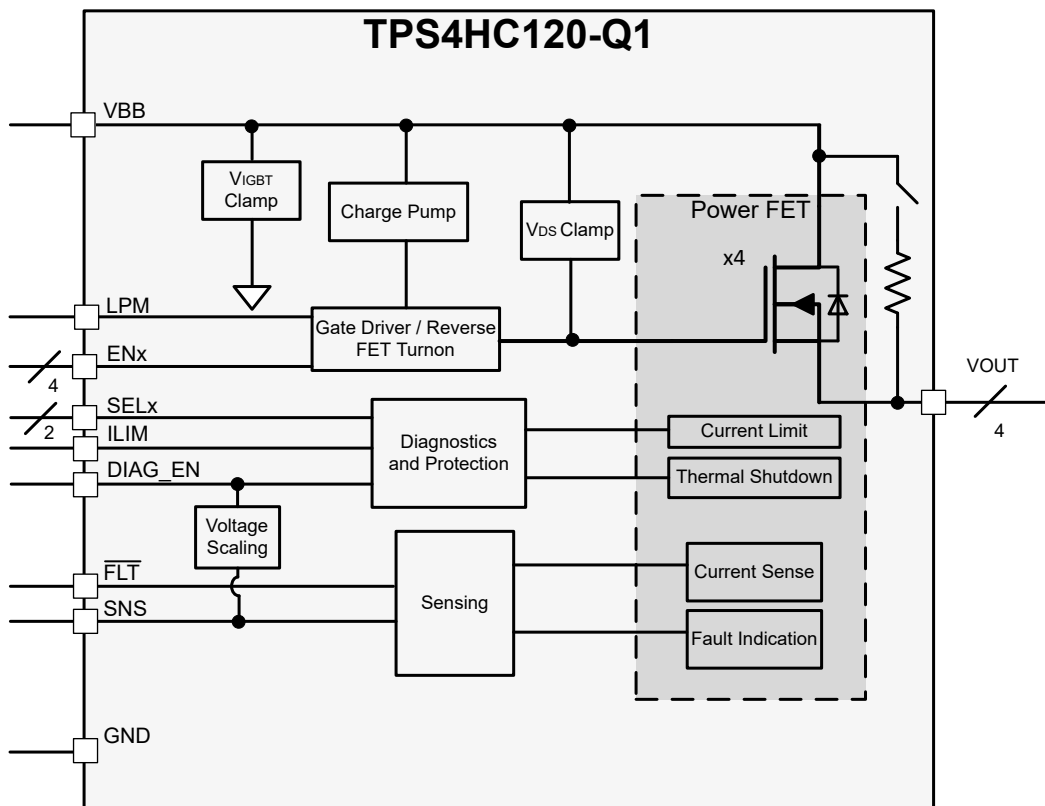 TPS4HC120-Q1
VBB
VIGBT
Clamp
Charge Pump
VDS Clamp
Power FET
x4
LPM
Gate Driver / Reverse
FET Turnon
ENx
4
VOUT
4
SELx
2
ILIM
DIAG_EN
Diagnostics
and Protection
Current Limit
Thermal Shutdown
Voltage
Scaling
FLT
SNS
Sensing
Current Sense
Fault Indication
GND